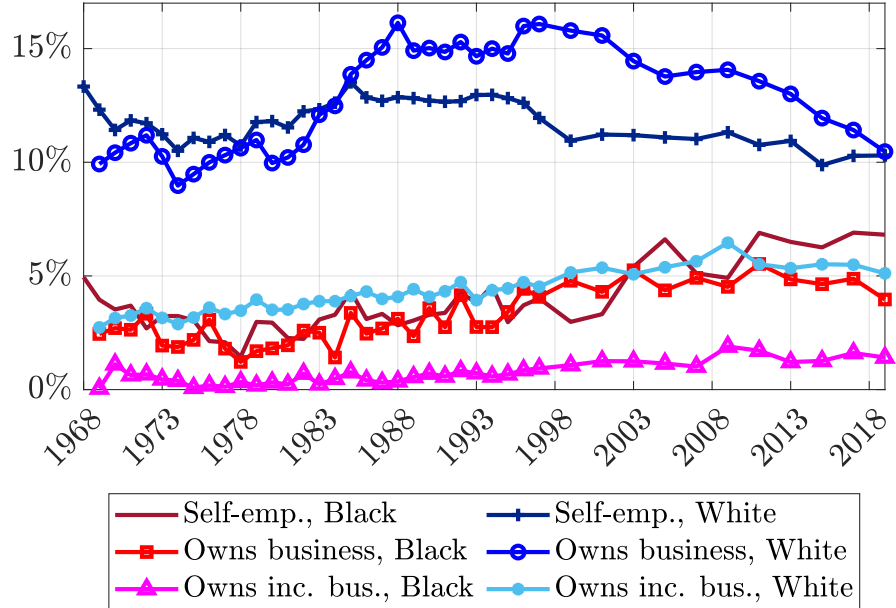 15%
10%
5%
0%
1968 1973 1978 1983 1988 1993 1998 2003 2008 2013 2018
Self-emp., Black Self-emp., White
Owns business, Black Owns business, White
Owns inc. bus., Black Owns inc. bus., White